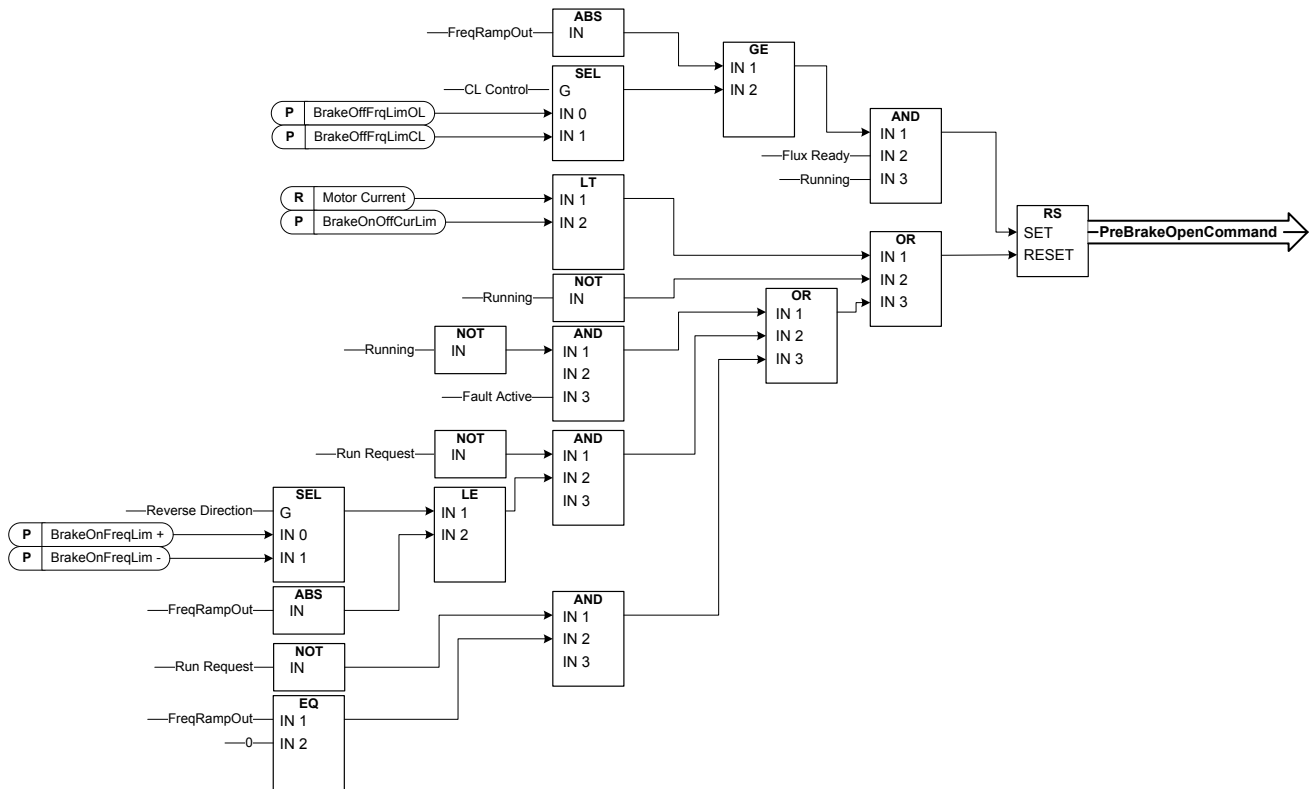 ABS
FreqRampOut
IN
GE
IN 1
IN 2
SEL
CL Control
G
P BrakeOffFrqLimOL
IN 0
P BrakeOffFrqLimCL
IN 1
AND
IN 1
Flux Ready
IN 2
Running
IN 3
LT
R Motor Current
IN 1
P BrakeOnOffCurLim
IN 2
RS
SET
PreBrakeOpenCommand
RESET
OR
IN 1
IN 2
IN 3
NOT
Running
IN
OR
IN 1
IN 2
IN 3
NOT
Running
IN
AND
IN 1
IN 2
Fault Active
IN 3
NOT
Run Request
IN
AND
IN 1
IN 2
IN 3
SEL
Reverse Direction
G
P BrakeOnFreqLim +
IN 0
P BrakeOnFreqLim -
IN 1
LE
IN 1
IN 2
ABS
FreqRampOut
IN
AND
IN 1
IN 2
IN 3
NOT
Run Request
IN
EQ
FreqRampOut
IN 1
0
IN 2